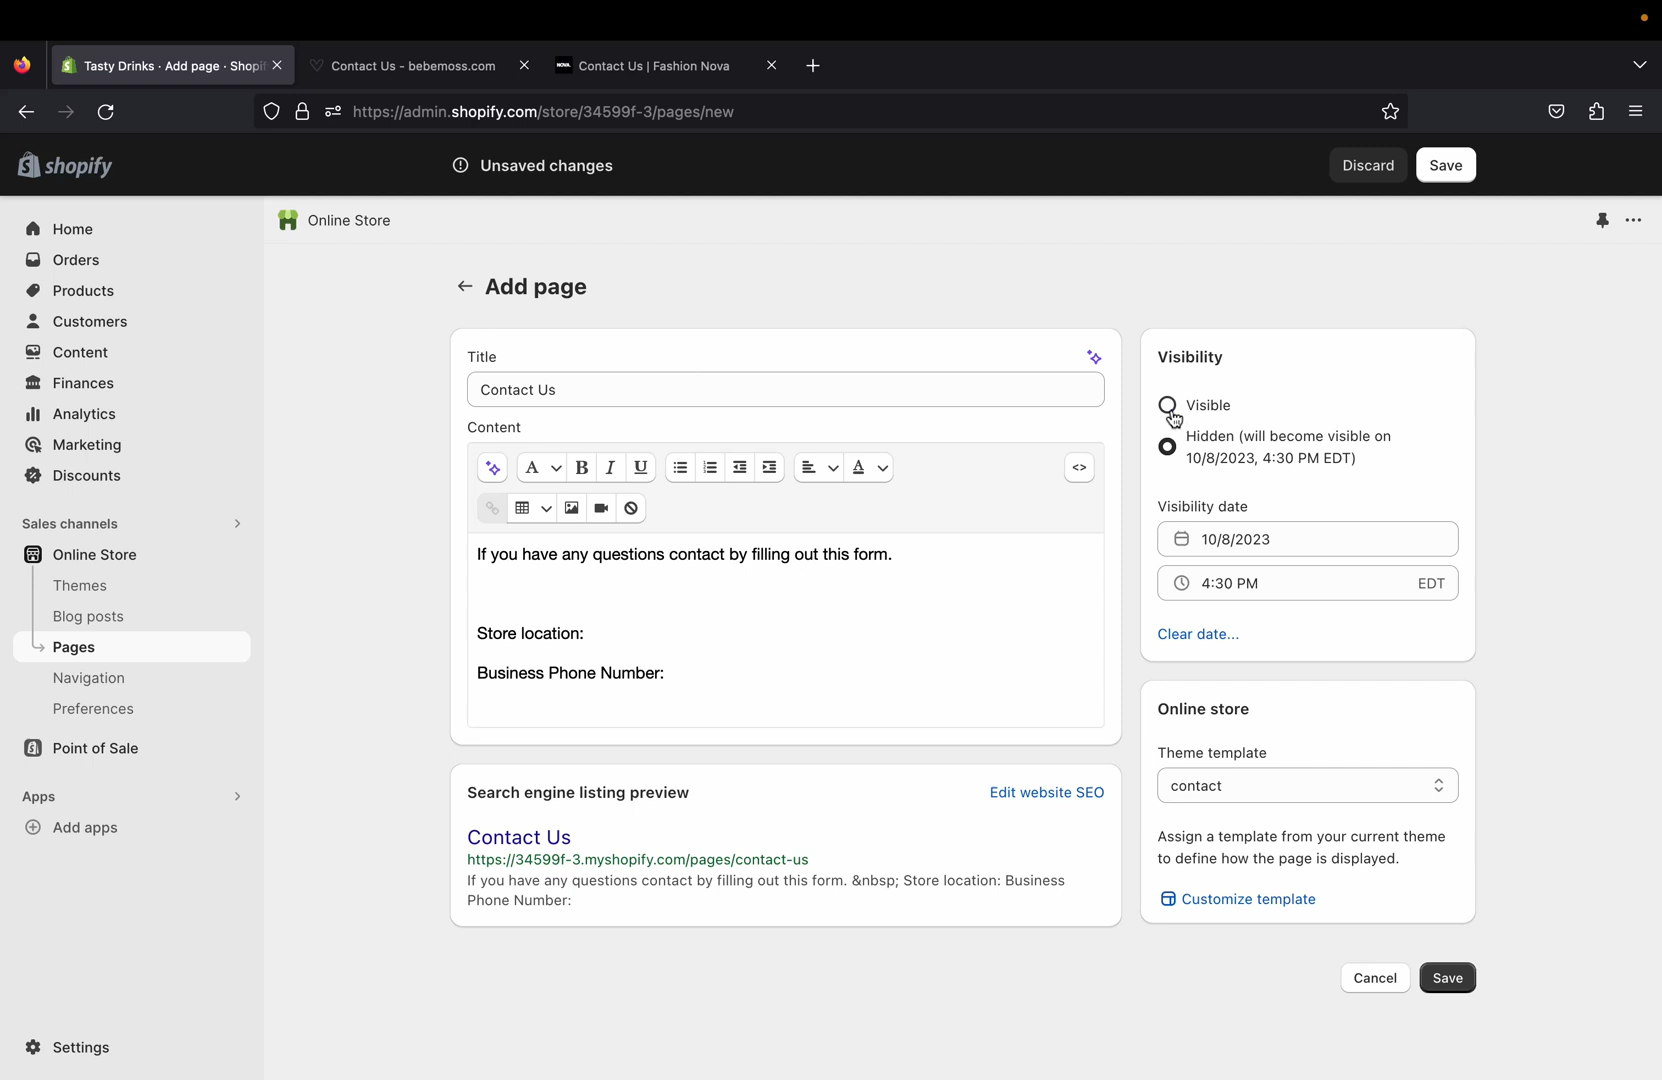 Tasty Drinks · Add page · Shopif
Contact Us - bebemoss.com
NOVA Contact Us | Fashion Nova
https://admin.shopify.com/store/34599f-3/pages/new
shopify
Unsaved changes
Discard
Save
Home
Orders
Products
Customers
Content
Finances
Analytics
Marketing
Discounts
Sales channels
Online Store
Themes
Blog posts
Pages
Navigation
Preferences
Point of Sale
Apps
Add apps
Settings
Online Store
Add page
Title
Contact Us
Content
A B I U A <>
If you have any questions contact by filling out this form.
Store location:
Business Phone Number:
Search engine listing preview
Edit website SEO
Contact Us
https://34599f-3.myshopify.com/pages/contact-us
If you have any questions contact by filling out this form. &nbsp; Store location: Business
Phone Number:
Visibility
Visible
Hidden (will become visible on
10/8/2023, 4:30 PM EDT)
Visibility date
10/8/2023
4:30 PM EDT
Clear date...
Online store
Theme template
contact
Assign a template from your current theme
to define how the page is displayed.
Customize template
Cancel
Save